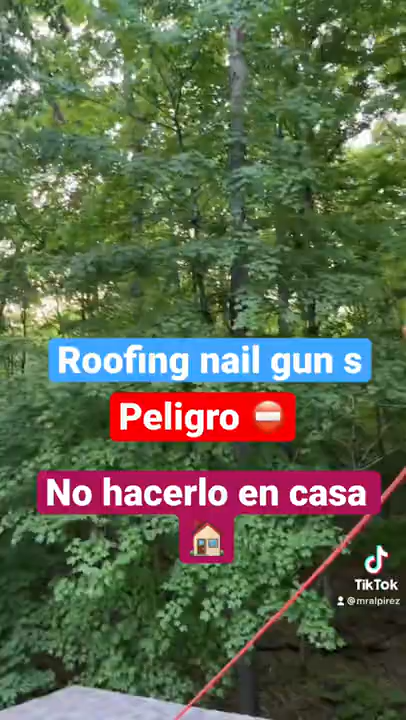 Roofing nail gun s
Peligro ⛔
No hacerlo en casa
🏠
TikTok
@mralpirez